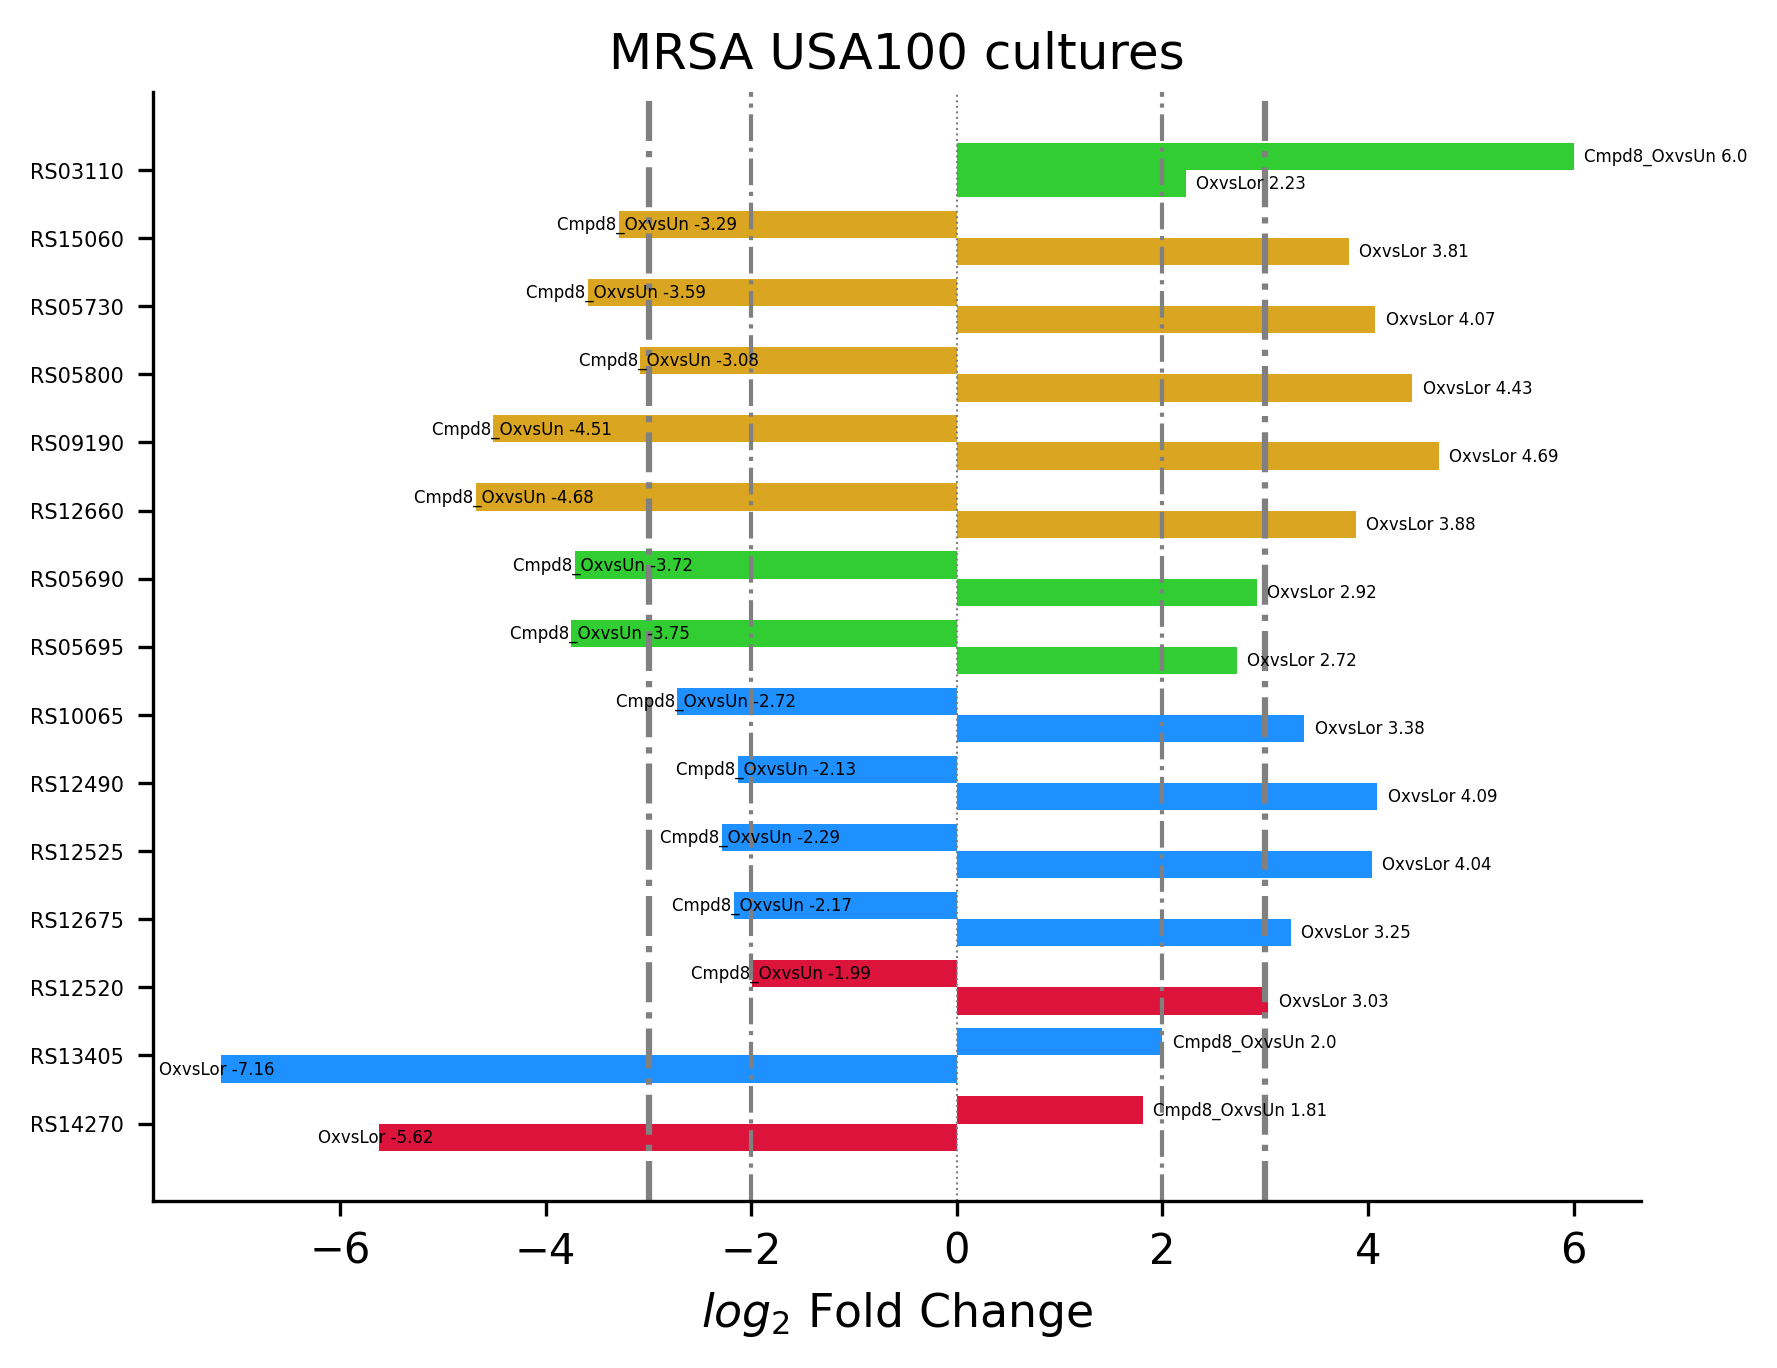 MRSA USA100 cultures
RS03110
Cmpd8_OxvsUn 6.0
OxvsLor 2.23
RS15060
Cmpd8_OxvsUn -3.29
OxvsLor 3.81
RS05730
Cmpd8_OxvsUn -3.59
OxvsLor 4.07
RS05800
Cmpd8_OxvsUn -3.08
OxvsLor 4.43
RS09190
Cmpd8_OxvsUn -4.51
OxvsLor 4.69
RS12660
Cmpd8_OxvsUn -4.68
OxvsLor 3.88
RS05690
Cmpd8_OxvsUn -3.72
OxvsLor 2.92
RS05695
Cmpd8_OxvsUn -3.75
OxvsLor 2.72
RS10065
Cmpd8_OxvsUn -2.72
OxvsLor 3.38
RS12490
Cmpd8_OxvsUn -2.13
OxvsLor 4.09
RS12525
Cmpd8_OxvsUn -2.29
OxvsLor 4.04
RS12675
Cmpd8_OxvsUn -2.17
OxvsLor 3.25
RS12520
Cmpd8_OxvsUn -1.99
OxvsLor 3.03
RS13405
Cmpd8_OxvsUn 2.0
OxvsLor -7.16
RS14270
Cmpd8_OxvsUn 1.81
OxvsLor -5.62
−6 −4 −2 0 2 4 6
log₂ Fold Change